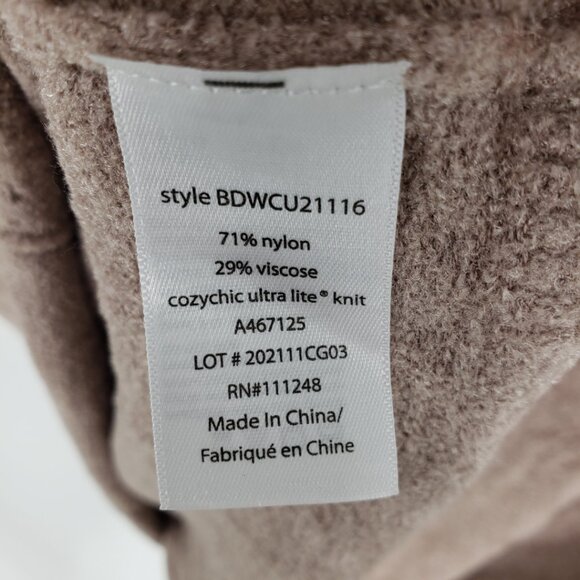 style BDWCU21116
71% nylon
29% viscose
cozychic ultra lite® knit
A467125
LOT # 202111CG03
RN#111248
Made In China/
Fabriqué en Chine